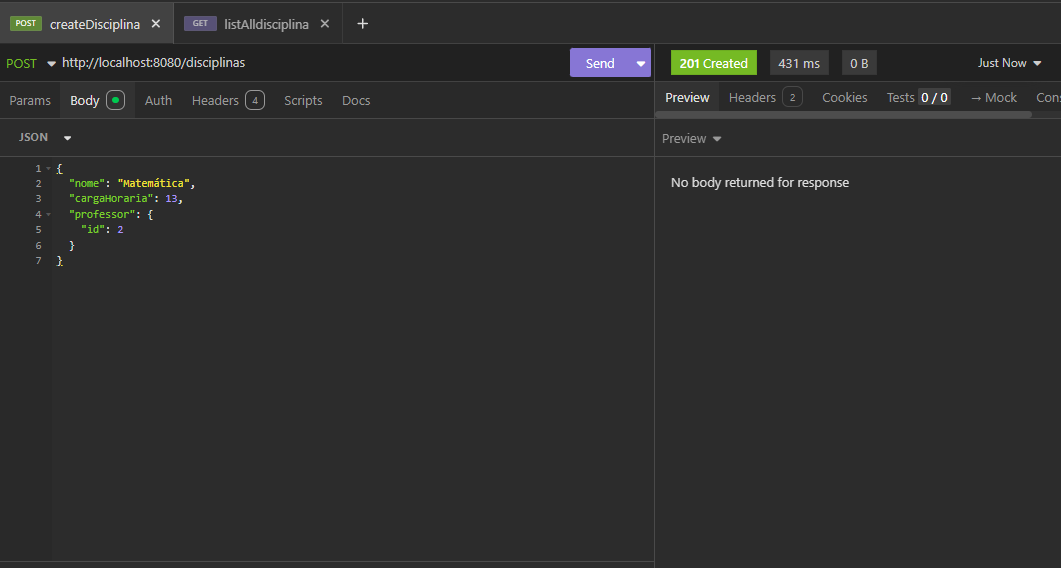 POST createDisciplina × GET listAlldisciplina × +
POST http://localhost:8080/disciplinas Send 201 Created 431 ms 0 B Just Now
Params Body Auth Headers 4 Scripts Docs Preview Headers 2 Cookies Tests 0 / 0 → Mock Cons
JSON Preview
1 {
2 "nome": "Matemática",
3 "cargaHoraria": 13,
4 "professor": {
5 "id": 2
6 }
7 }
No body returned for response